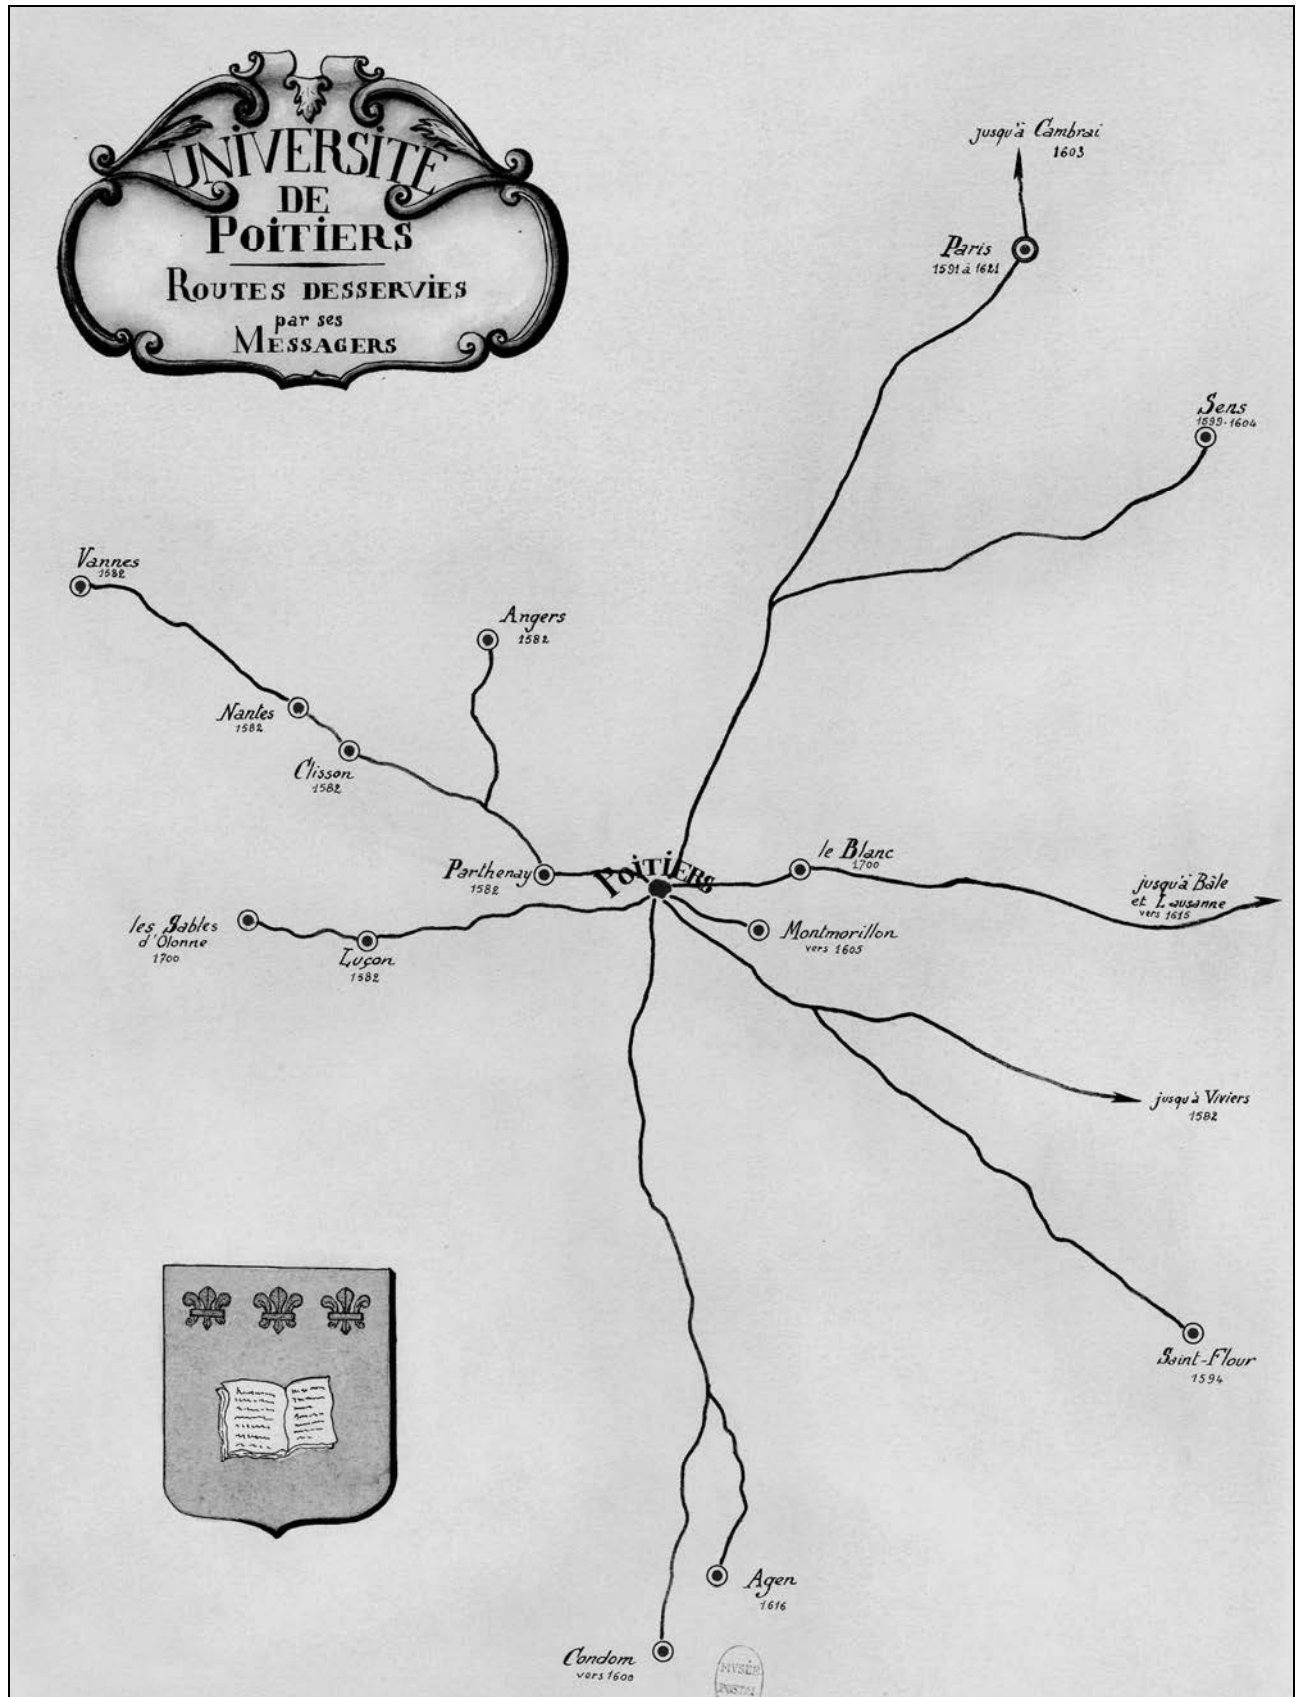 UNIVERSITÉ
DE
POITIERS
ROUTES DESSERVIES
par ses
MESSAGERS
jusqu'à Cambrai
1603
Paris
1591 à 1621
Sens
1599-1604
Vannes
1582
Angers
1582
Nantes
1582
Clisson
1582
Parthenay
1582
POITIERS
le Blanc
1700
jusqu'à Bâle
et Lausanne
vers 1615
les Sables
d'Olonne
1700
Luçon
1582
Montmorillon
vers 1605
jusqu'à Viviers
1582
Saint-Flour
1594
Agen
1616
Condom
vers 1600
MUSÉE
POSTAL